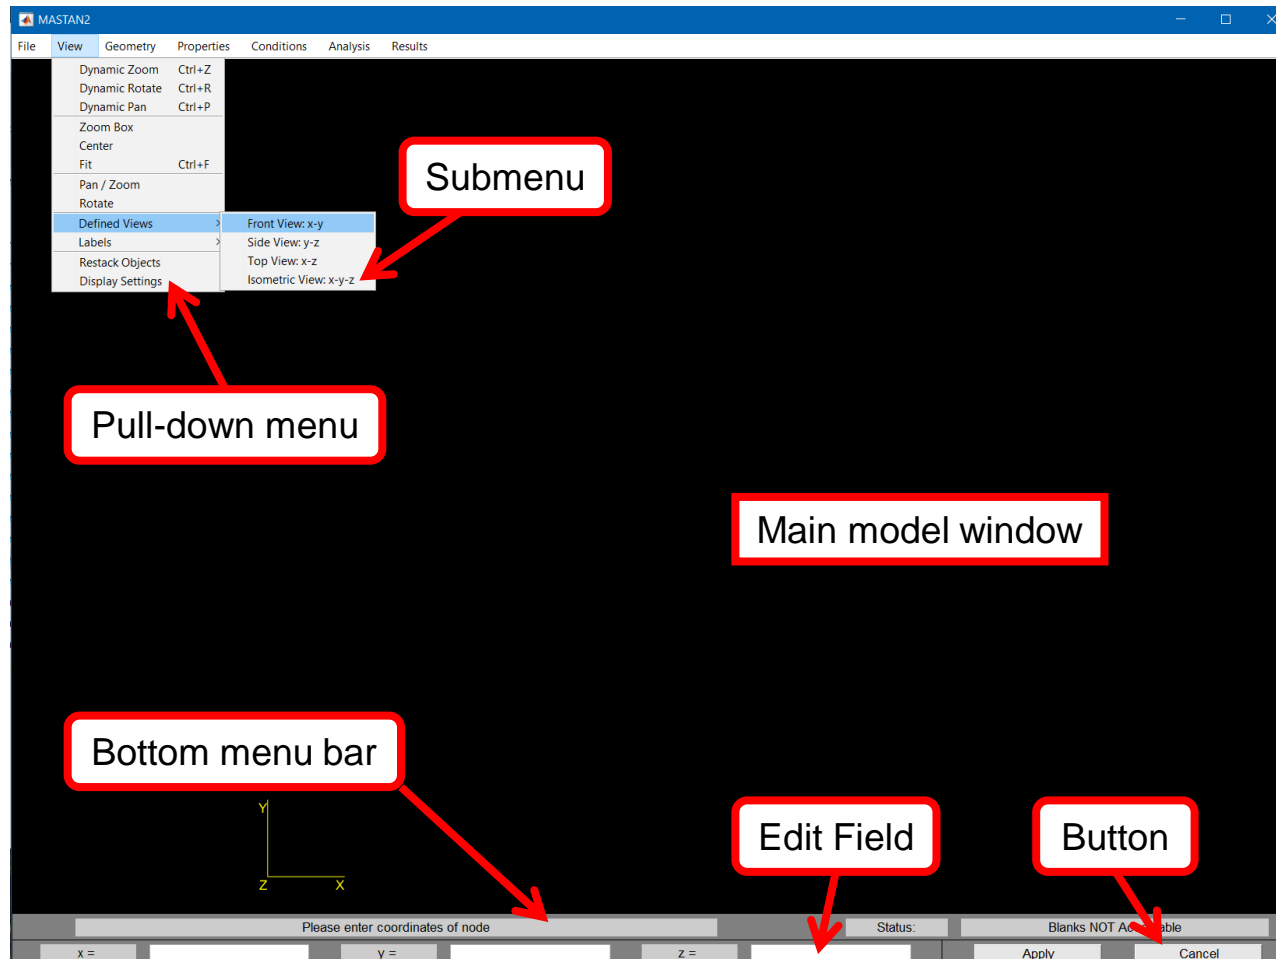 MASTAN2
File View Geometry Properties Conditions Analysis Results
Dynamic Zoom Ctrl+Z
Dynamic Rotate Ctrl+R
Dynamic Pan Ctrl+P
Zoom Box
Center
Fit Ctrl+F
Pan / Zoom
Rotate
Defined Views >
Labels >
Restack Objects
Display Settings
Front View: x-y
Side View: y-z
Top View: x-z
Isometric View: x-y-z
Submenu
Pull-down menu
Main model window
Bottom menu bar
Edit Field
Button
Y
Z X
Please enter coordinates of node
Status:
Blanks NOT able
x =
y =
z =
Apply
Cancel